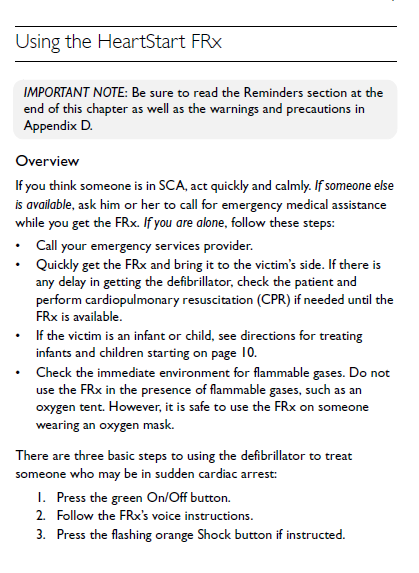 Using the HeartStart FRx
IMPORTANT NOTE: Be sure to read the Reminders section at the
end of this chapter as well as the warnings and precautions in
Appendix D.
Overview
If you think someone is in SCA, act quickly and calmly. If someone else
is available, ask him or her to call for emergency medical assistance
while you get the FRx. If you are alone, follow these steps:
• Call your emergency services provider.
• Quickly get the FRx and bring it to the victim's side. If there is
any delay in getting the defibrillator, check the patient and
perform cardiopulmonary resuscitation (CPR) if needed until the
FRx is available.
• If the victim is an infant or child, see directions for treating
infants and children starting on page 10.
• Check the immediate environment for flammable gases. Do not
use the FRx in the presence of flammable gases, such as an
oxygen tent. However, it is safe to use the FRx on someone
wearing an oxygen mask.
There are three basic steps to using the defibrillator to treat
someone who may be in sudden cardiac arrest:
1. Press the green On/Off button.
2. Follow the FRx's voice instructions.
3. Press the flashing orange Shock button if instructed.